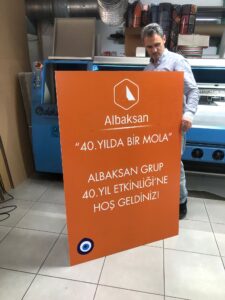 Albaksan
"40.YILDA BİR MOLA"
ALBAKSAN GRUP
40.YIL ETKİNLİĞİ'NE
HOŞ GELDİNİZ!